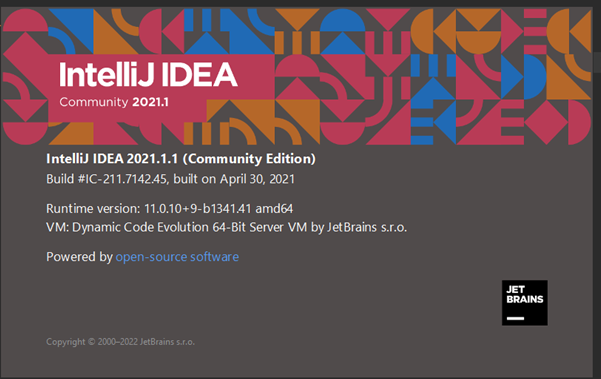 IntelliJ IDEA
Community 2021.1
IntelliJ IDEA 2021.1.1 (Community Edition)
Build #IC-211.7142.45, built on April 30, 2021
Runtime version: 11.0.10+9-b1341.41 amd64
VM: Dynamic Code Evolution 64-Bit Server VM by JetBrains s.r.o.
Powered by open-source software
JET
BRAINS
Copyright © 2000–2022 JetBrains s.r.o.